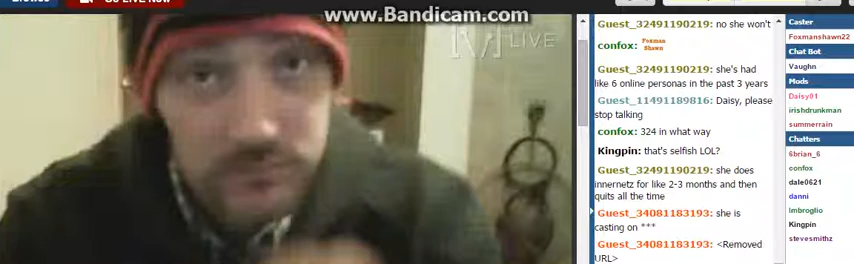 www.Bandicam.com
LIVE
Guest_32491190219: no she won't
confox: Foxman
Shawn
Guest_32491190219: she's had
like 6 online personas in the past 3 years
Guest_11491189816: Daisy, please
stop talking
confox: 324 in what way
Kingpin: that's selfish LOL?
Guest_32491190219: she does
innernetz for like 2-3 months and then
quits all the time
Guest_34081183193: she is
casting on ***
Guest_34081183193: <Removed
URL>
Caster
Foxmanshawn22
Chat Bot
Vaughn
Mods
Daisy01
irishdrunkman
summerrain
Chatters
6brian_6
confox
dale0621
danni
Imbroglio
Kingpin
stevesmithz